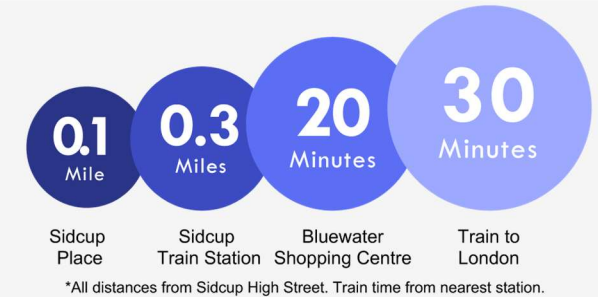 0.1
Mile
0.3
Miles
20
Minutes
30
Minutes
Sidcup
Place
Sidcup
Train Station
Bluewater
Shopping Centre
Train to
London
*All distances from Sidcup High Street. Train time from nearest station.